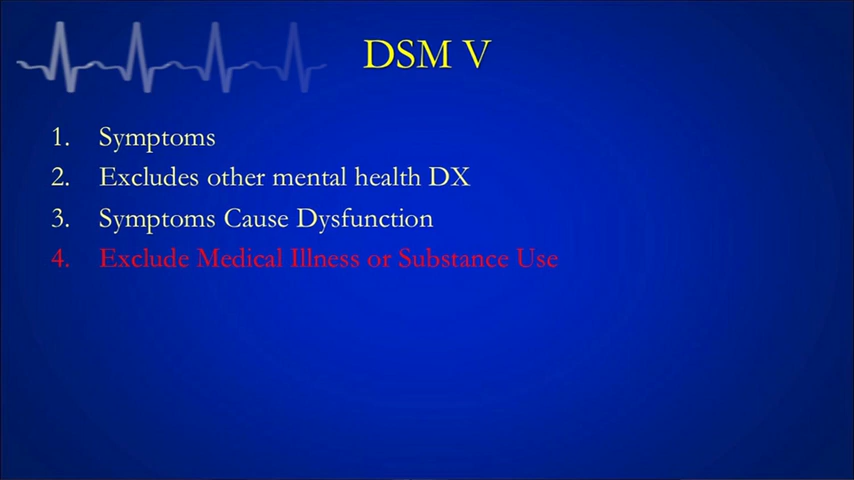 DSM V
1. Symptoms
2. Excludes other mental health DX
3. Symptoms Cause Dysfunction
4. Exclude Medical Illness or Substance Use